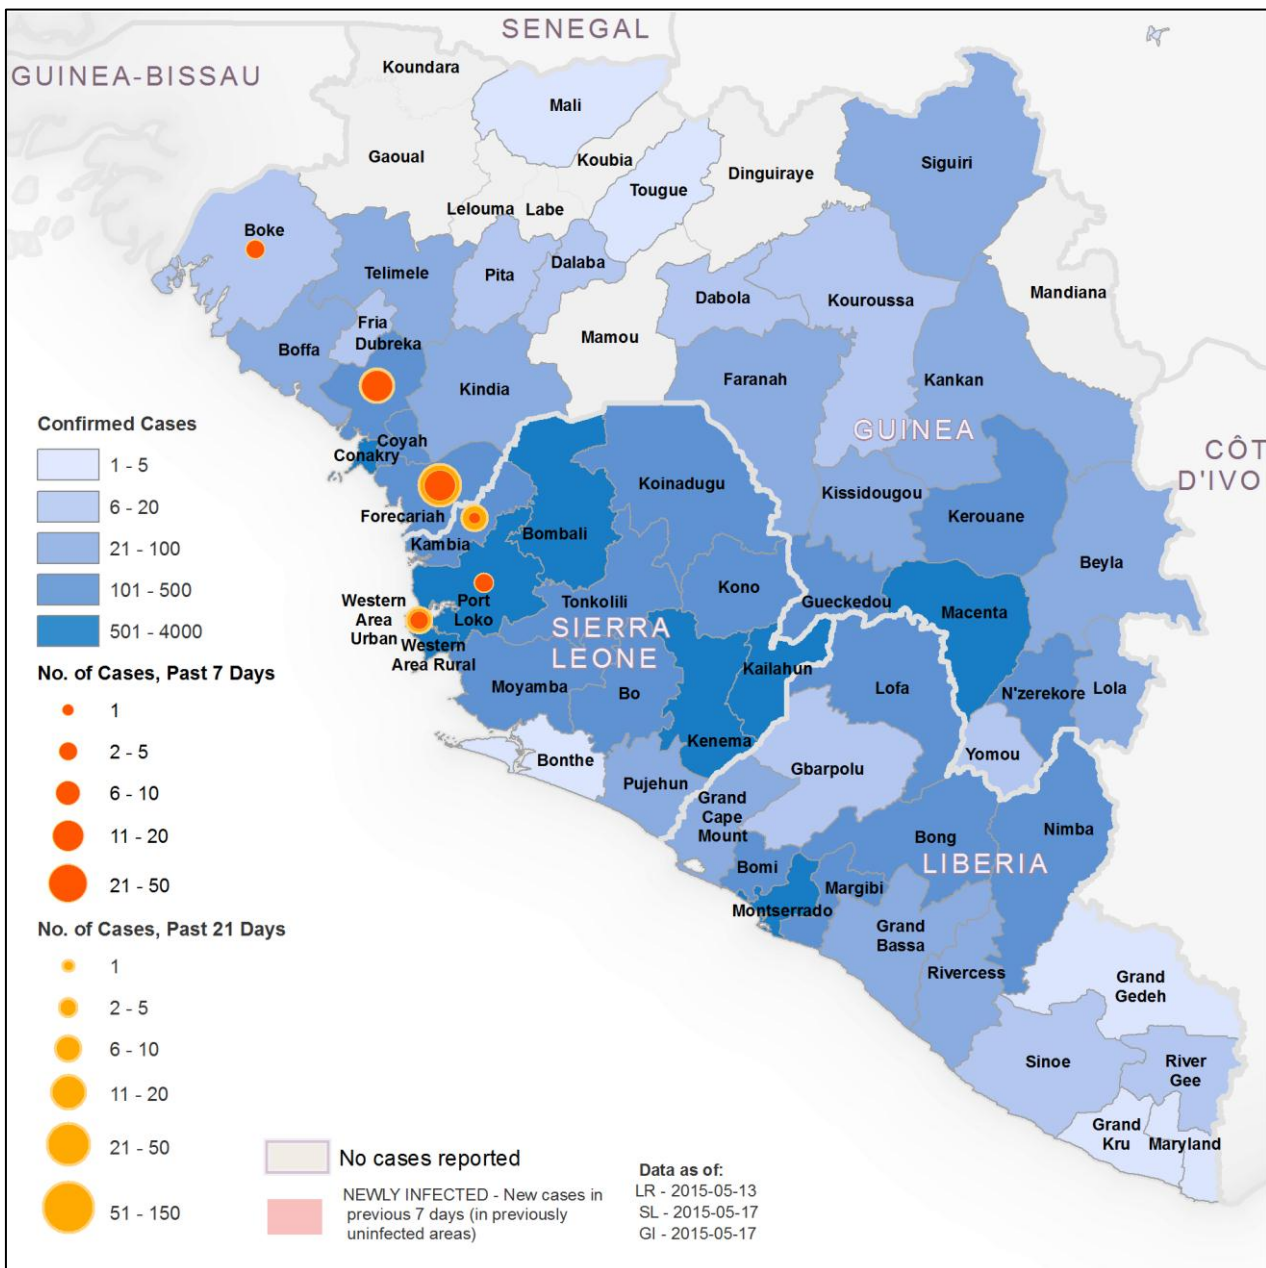 SENEGAL
GUINEA-BISSAU
Koundara
Mali
Gaoual
Koubia
Siguiri
Tougue
Dinguiraye
Lelouma
Labe
Boke
Telimele
Pita
Dalaba
Dabola
Kouroussa
Mandiana
Fria
Dubreka
Boffa
Mamou
Kindia
Faranah
Kankan
GUINEA
CÔT
D'IVO
Coyah
Conakry
Koinadugu
Kissidougou
Kerouane
Forecariah
Kambia
Bombali
Beyla
Kono
Gueckedou
Macenta
Western
Area
Urban
Port
Loko
Tonkolili
SIERRA
LEONE
Western
Area Rural
Kailahun
Moyamba
Bo
Lofa
N'zerekore
Lola
Kenema
Yomou
Bonthe
Pujehun
Gbarpolu
Grand
Cape
Mount
Bong
Nimba
LIBERIA
Bomi
Margibi
Montserrado
Grand
Bassa
Rivercess
Grand
Gedeh
Sinoe
River
Gee
Grand
Kru
Maryland
Confirmed Cases
1 - 5
6 - 20
21 - 100
101 - 500
501 - 4000
No. of Cases, Past 7 Days
1
2 - 5
6 - 10
11 - 20
21 - 50
No. of Cases, Past 21 Days
1
2 - 5
6 - 10
11 - 20
21 - 50
51 - 150
No cases reported
NEWLY INFECTED - New cases in
previous 7 days (in previously
uninfected areas)
Data as of:
LR - 2015-05-13
SL - 2015-05-17
GI - 2015-05-17